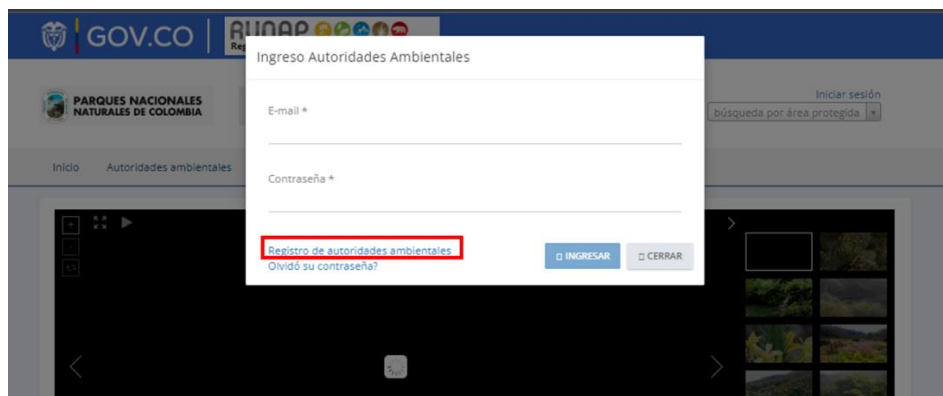 GOV.CO
RUNAP
Reg
Ingreso Autoridades Ambientales
PARQUES NACIONALES
NATURALES DE COLOMBIA
E-mail *
Iniciar sesión
búsqueda por área protegida
Inicio Autoridades ambientales
Contraseña *
Registro de autoridades ambientales
INGRESAR CERRAR
Olvidó su contraseña?